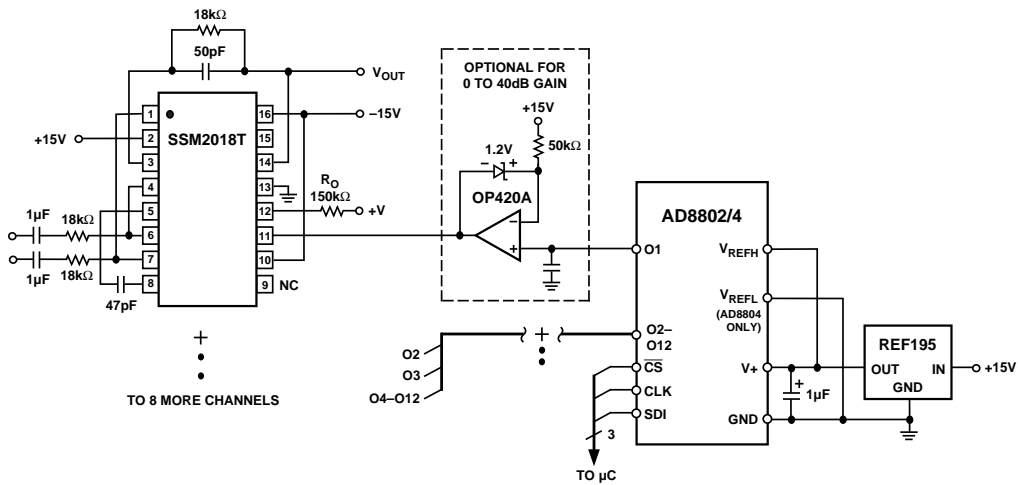 18kΩ
50pF
VOUT
1
2
3
4
5
6
7
8
16
15
14
13
12
11
10
9
SSM2018T
–15V
+15V
RO
150kΩ
+V
1µF
18kΩ
1µF
18kΩ
47pF
NC
+
TO 8 MORE CHANNELS
OPTIONAL FOR
0 TO 40dB GAIN
+15V
50kΩ
1.2V
–
+
OP420A
–
+
AD8802/4
O1
O2–
O12
CS
CLK
SDI
3
TO µC
+
O2
O3
O4–O12
VREFH
VREFL
(AD8804
ONLY)
V+
GND
+
1µF
REF195
OUT
IN
GND
+15V